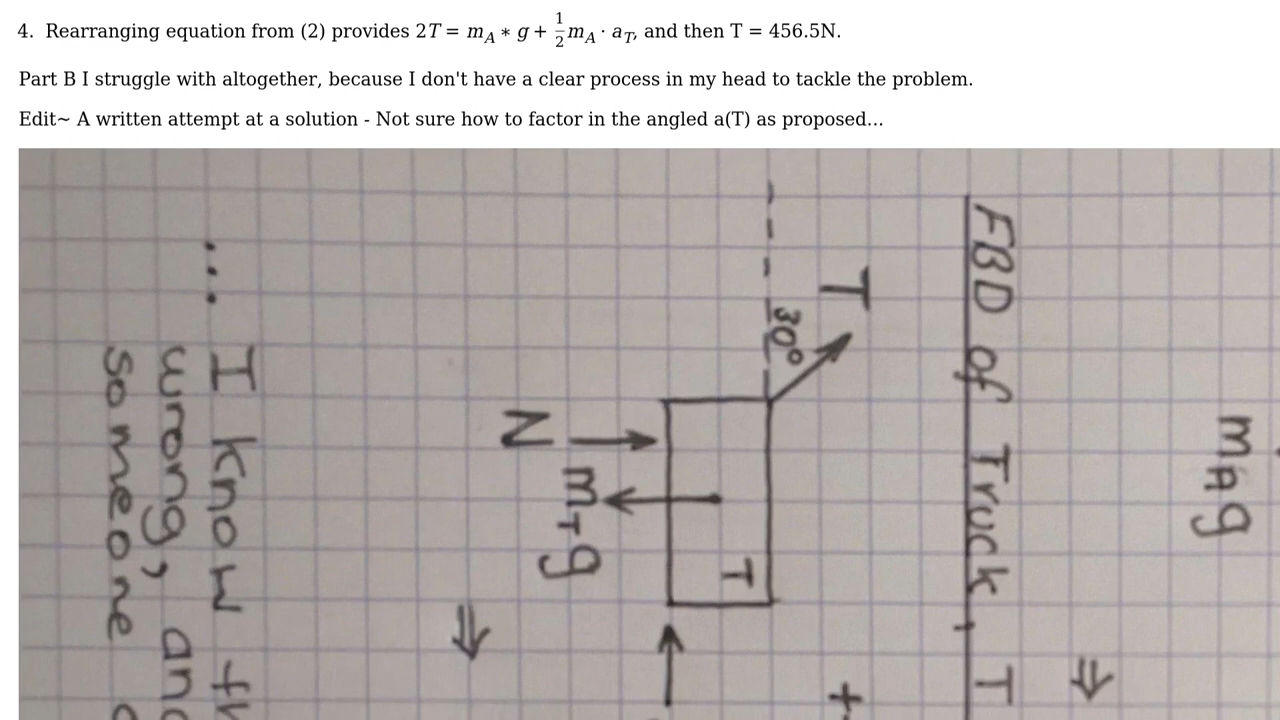 4. Rearranging equation from (2) provides 2T = m_A * g + 1/2 m_A · a_T, and then T = 456.5N.
Part B I struggle with altogether, because I don't have a clear process in my head to tackle the problem.
Edit~ A written attempt at a solution - Not sure how to factor in the angled a(T) as proposed...
m_A g
⇒
FBD of Truck, T
T
30°
T
m_T g
N
⇒
... I know
wrong,
someone